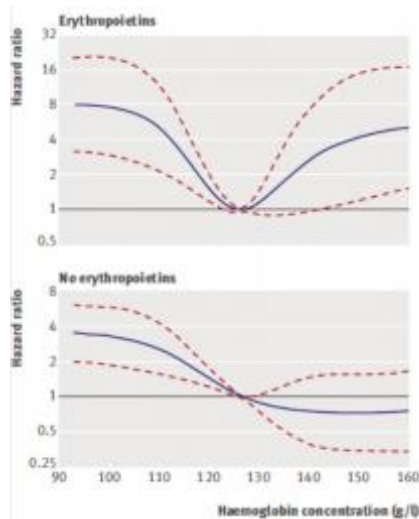 Erythropoietins
Hazard ratio
32
16
8
4
2
1
0.5
No erythropoietins
Hazard ratio
8
4
2
1
0.5
0.25
90 100 110 120 130 140 150 160
Haemoglobin concentration (g/l)